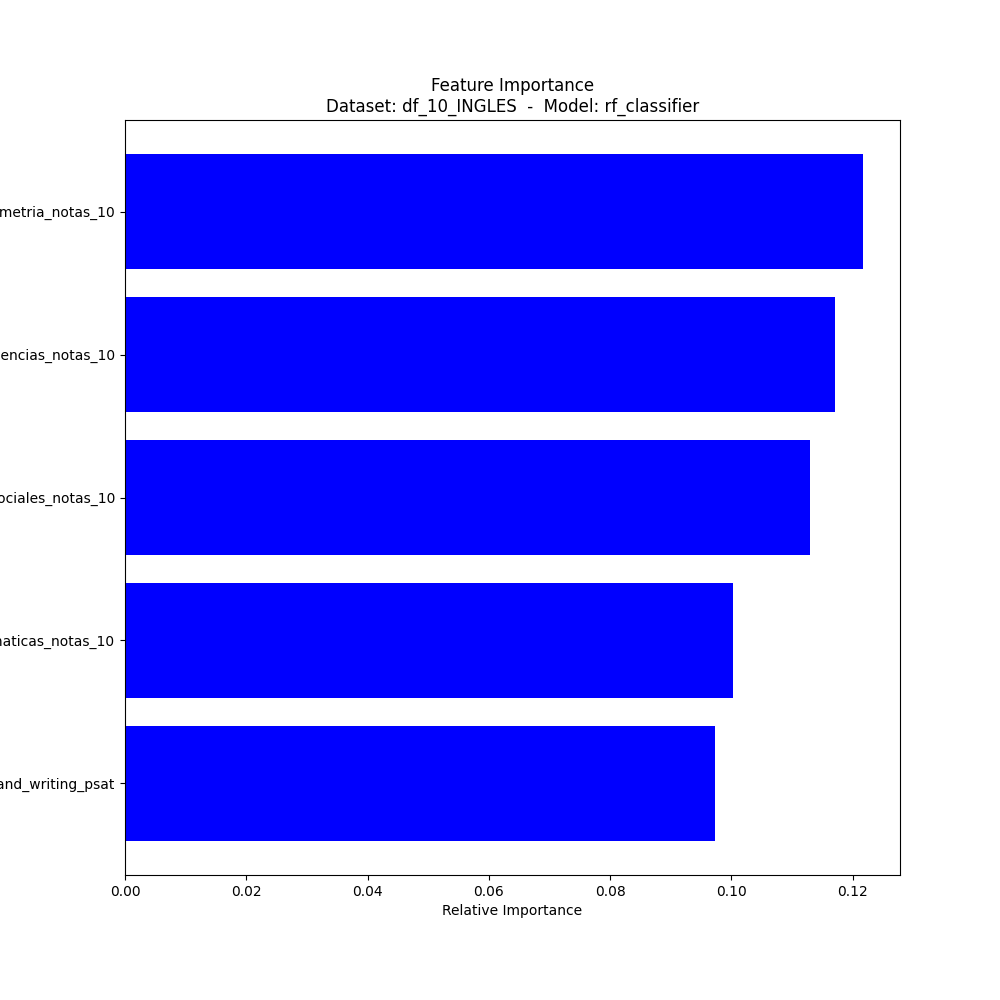 Feature Importance
Dataset: df_10_INGLES - Model: rf_classifier
metria_notas_10
encias_notas_10
ociales_notas_10
aticas_notas_10
and_writing_psat
0.00 0.02 0.04 0.06 0.08 0.10 0.12
Relative Importance